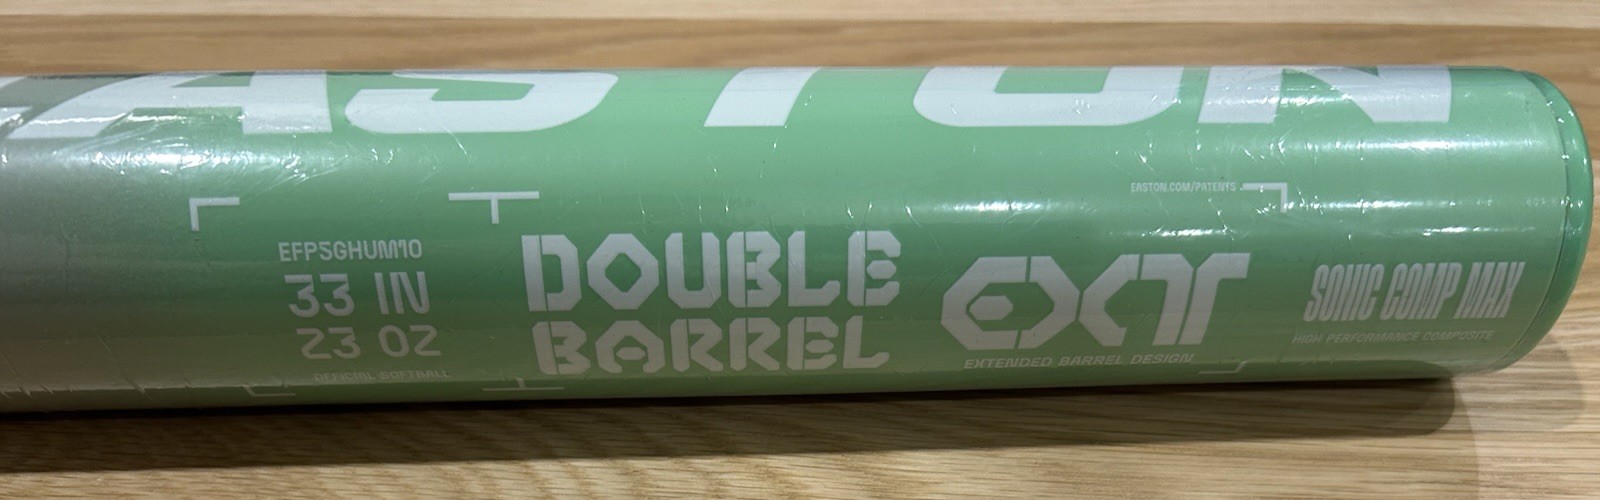 EASTON
EASTON.COM/PATENTS
EFP5GHUM10
33 IN
23 OZ
OFFICIAL SOFTBALL
DOUBLE
BARREL
EXT
EXTENDED BARREL DESIGN
SONIC COMP MAX
HIGH PERFORMANCE COMPOSITE